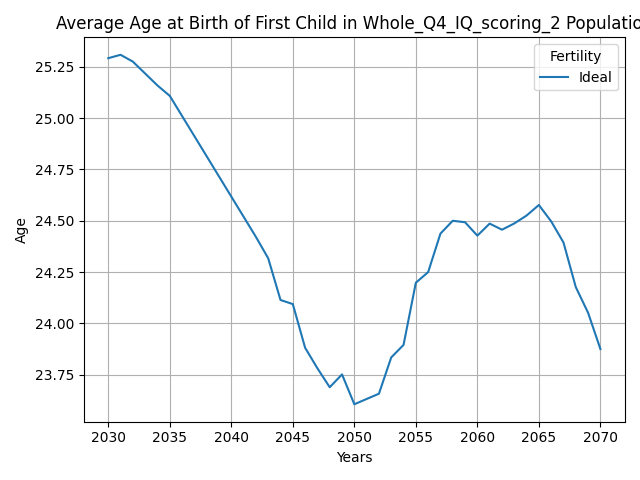 Average Age at Birth of First Child in Whole_Q4_IQ_scoring_2 Populatio
Fertility
Ideal
25.25
25.00
24.75
24.50
24.25
24.00
23.75
Age
2030 2035 2040 2045 2050 2055 2060 2065 2070
Years